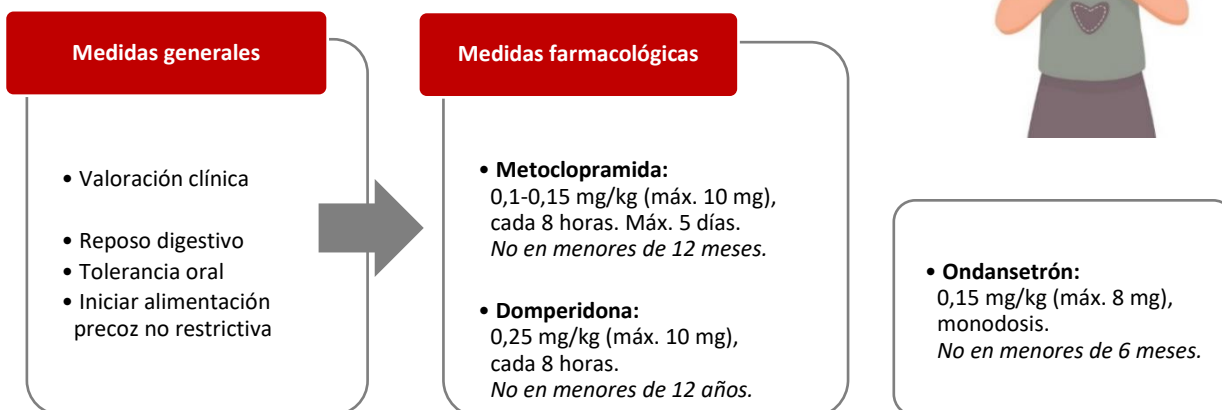 Medidas generales
• Valoración clínica
• Reposo digestivo
• Tolerancia oral
• Iniciar alimentación
precoz no restrictiva
Medidas farmacológicas
• Metoclopramida:
0,1-0,15 mg/kg (máx. 10 mg),
cada 8 horas. Máx. 5 días.
No en menores de 12 meses.
• Domperidona:
0,25 mg/kg (máx. 10 mg),
cada 8 horas.
No en menores de 12 años.
• Ondansetrón:
0,15 mg/kg (máx. 8 mg),
monodosis.
No en menores de 6 meses.